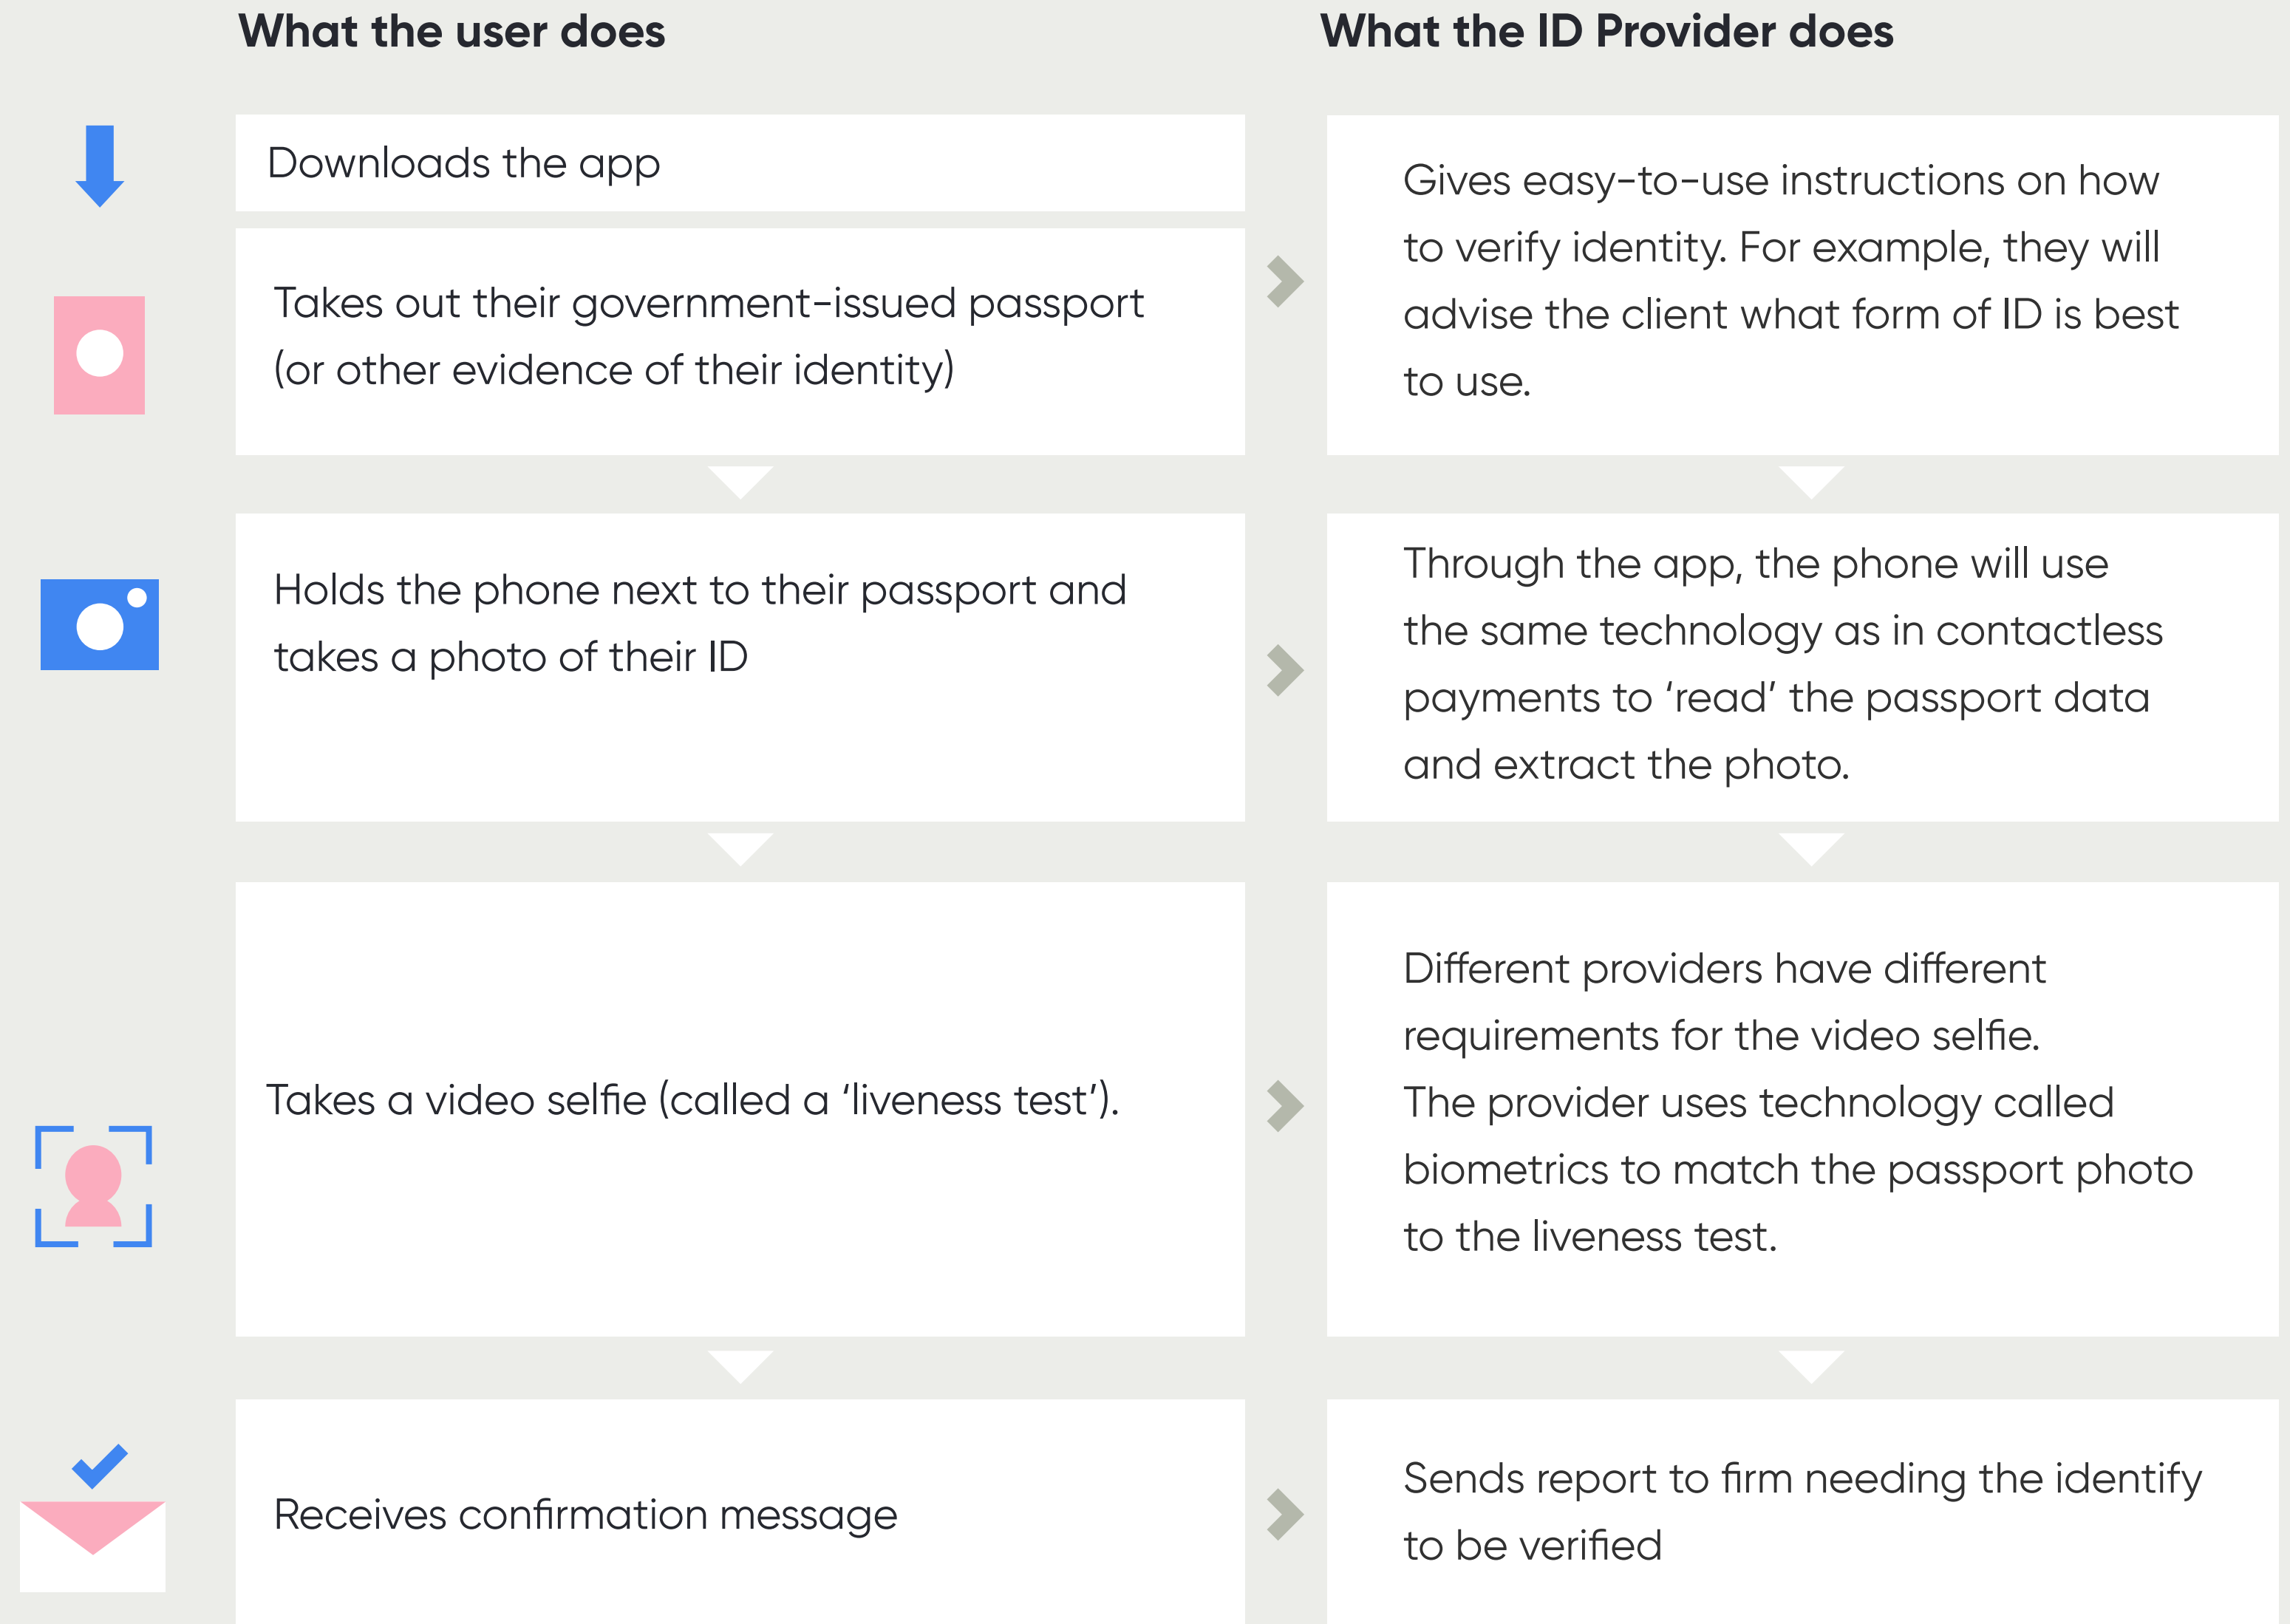 What the user does
What the ID Provider does
Downloads the app
Takes out their government-issued passport
(or other evidence of their identity)
Gives easy-to-use instructions on how
to verify identity. For example, they will
advise the client what form of ID is best
to use.
Holds the phone next to their passport and
takes a photo of their ID
Through the app, the phone will use
the same technology as in contactless
payments to ‘read’ the passport data
and extract the photo.
Takes a video selfie (called a ‘liveness test’).
Different providers have different
requirements for the video selfie.
The provider uses technology called
biometrics to match the passport photo
to the liveness test.
Receives confirmation message
Sends report to firm needing the identify
to be verified